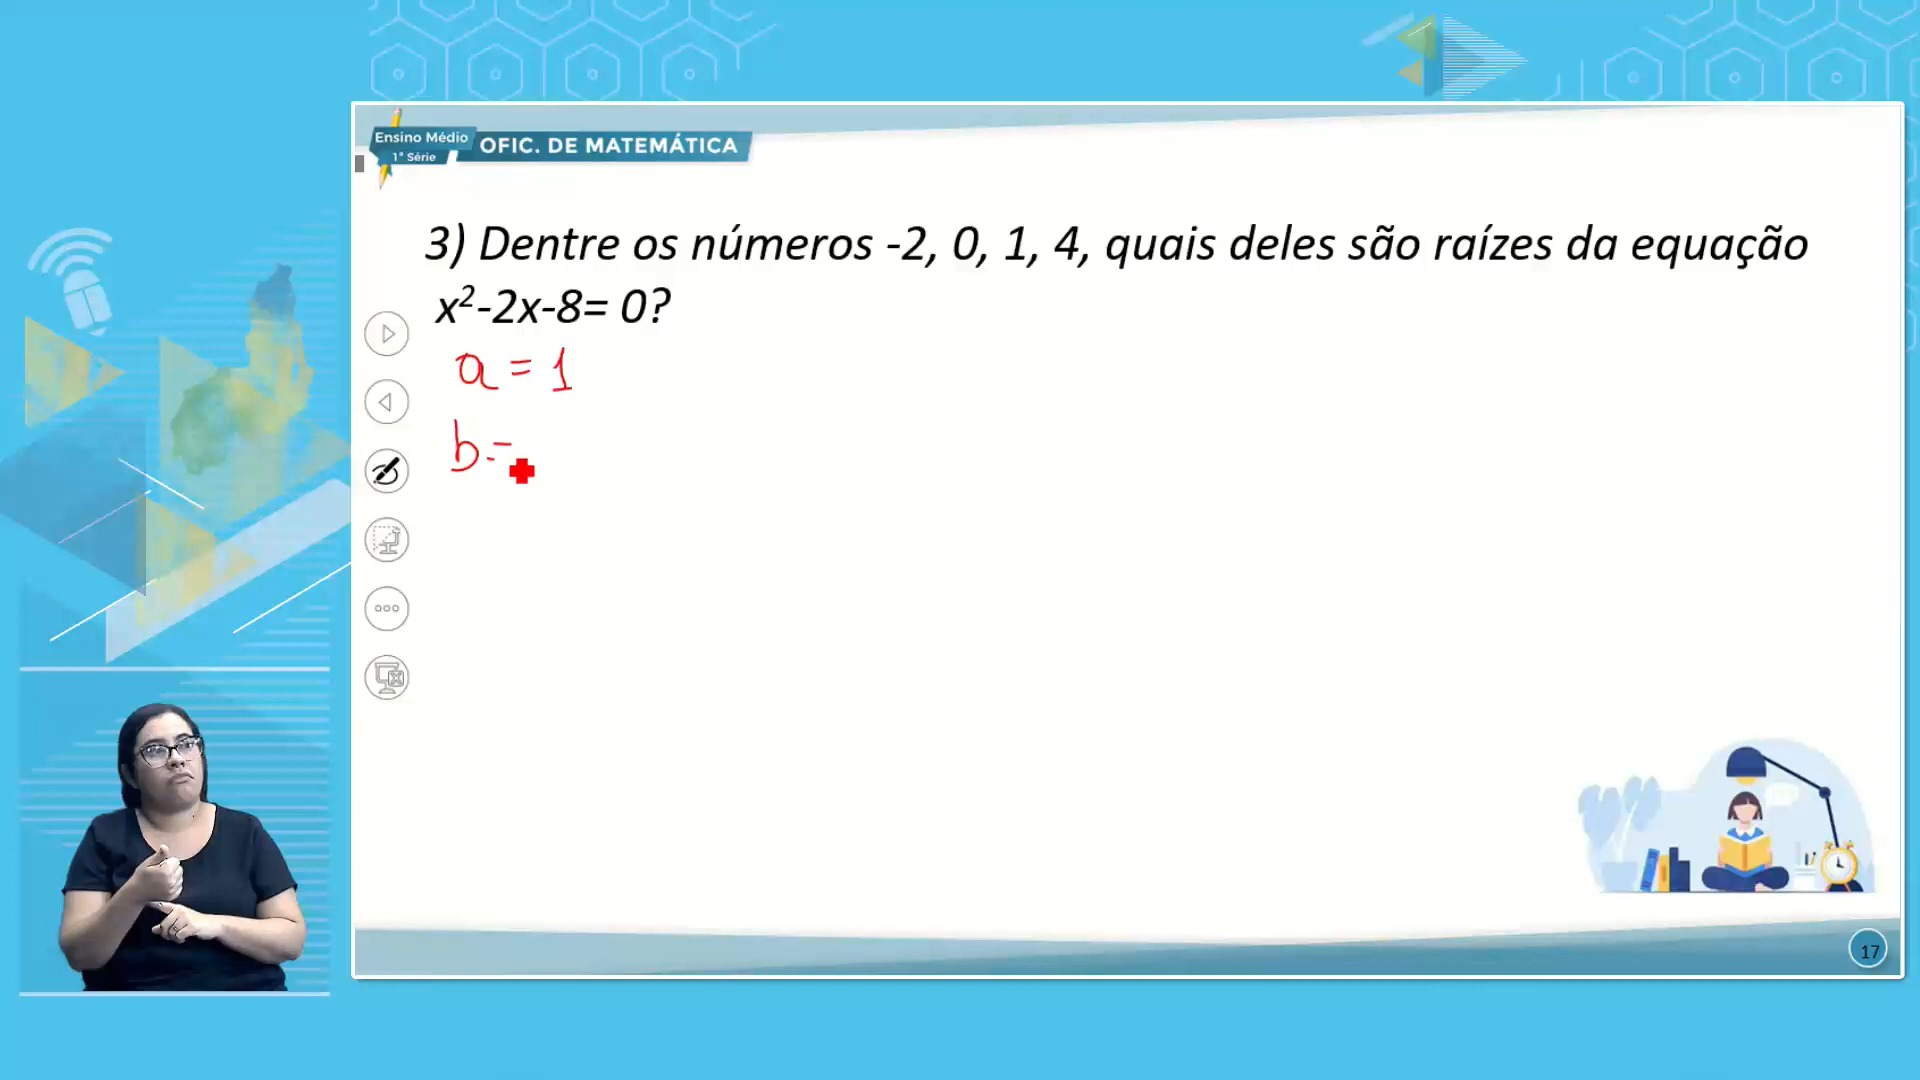 Ensino Médio
1ª Série
OFIC. DE MATEMÁTICA
3) Dentre os números -2, 0, 1, 4, quais deles são raízes da equação
x²-2x-8= 0?
a = 1
b=
17